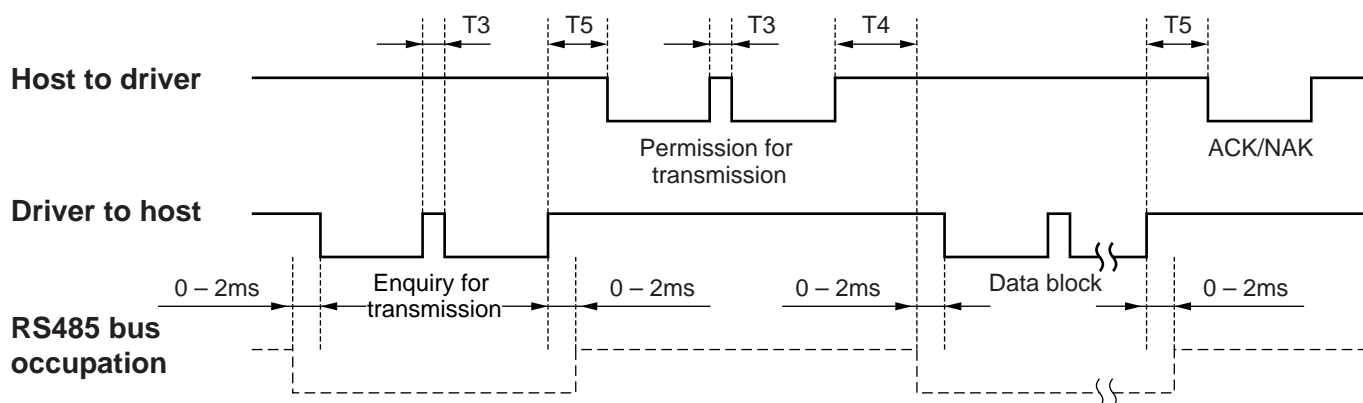 T3
T5
T3
T4
T5
Host to driver
Permission for
transmission
ACK/NAK
Driver to host
0 – 2ms
Enquiry for
transmission
0 – 2ms
0 – 2ms
Data block
0 – 2ms
RS485 bus
occupation